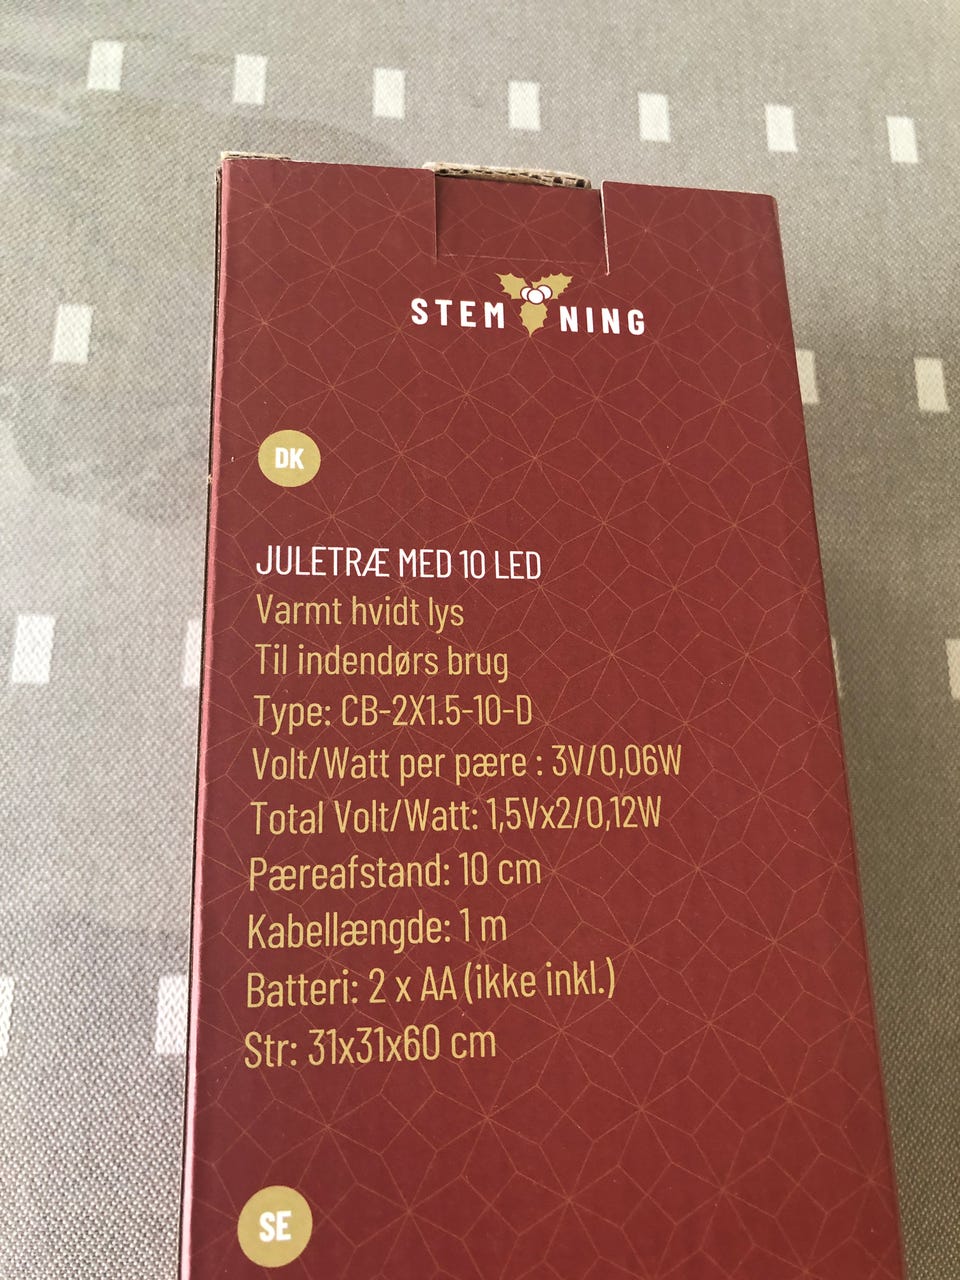 STEMNING
DK
JULETRÆ MED 10 LED
Varmt hvidt lys
Til indendørs brug
Type: CB-2X1.5-10-D
Volt/Watt per pære : 3V/0,06W
Total Volt/Watt: 1,5Vx2/0,12W
Pæreafstand: 10 cm
Kabellængde: 1 m
Batteri: 2 x AA (ikke inkl.)
Str: 31x31x60 cm
SE